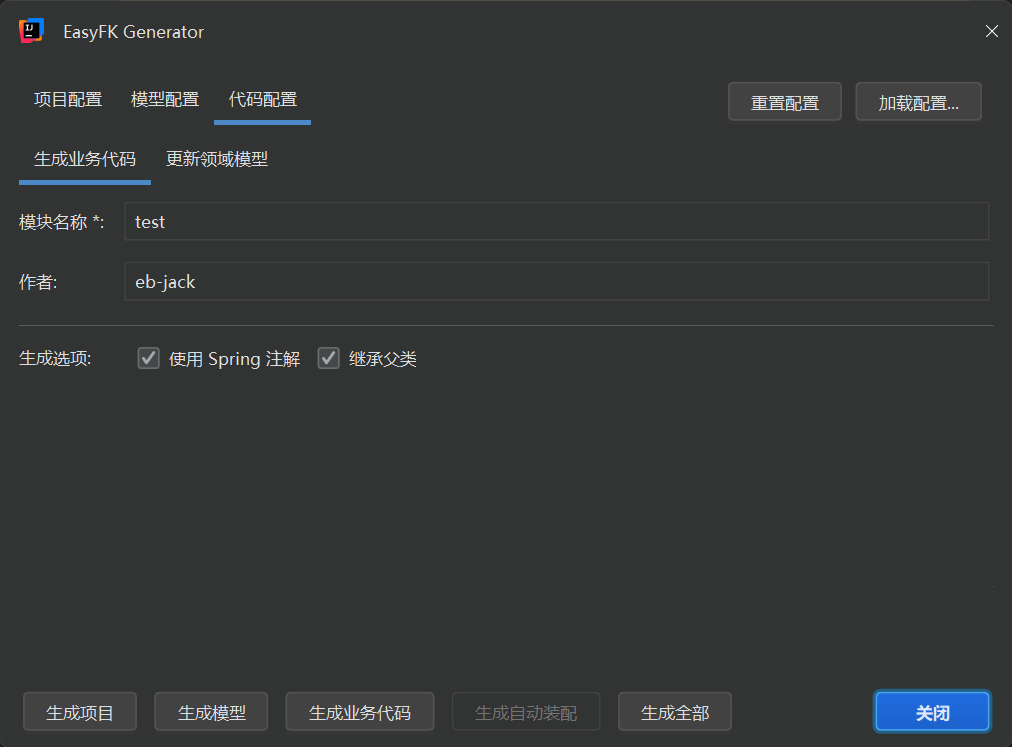 EasyFK Generator
项目配置 模型配置 代码配置 重置配置 加载配置...
生成业务代码 更新领域模型
模块名称 *: test
作者: eb-jack
生成选项: 使用 Spring 注解 继承父类
生成项目 生成模型 生成业务代码 生成自动装配 生成全部 关闭